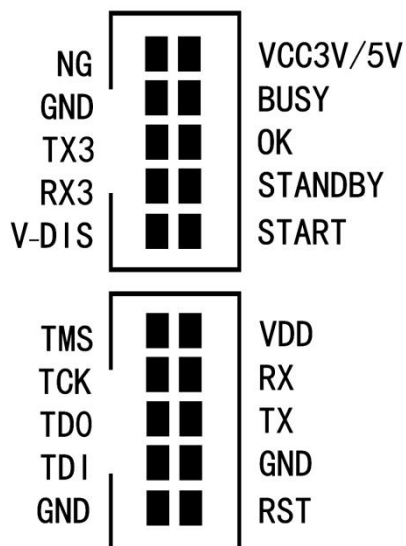 NG VCC3V/5V
GND BUSY
TX3 OK
RX3 STANDBY
V-DIS START
TMS VDD
TCK RX
TDO TX
TDI GND
GND RST